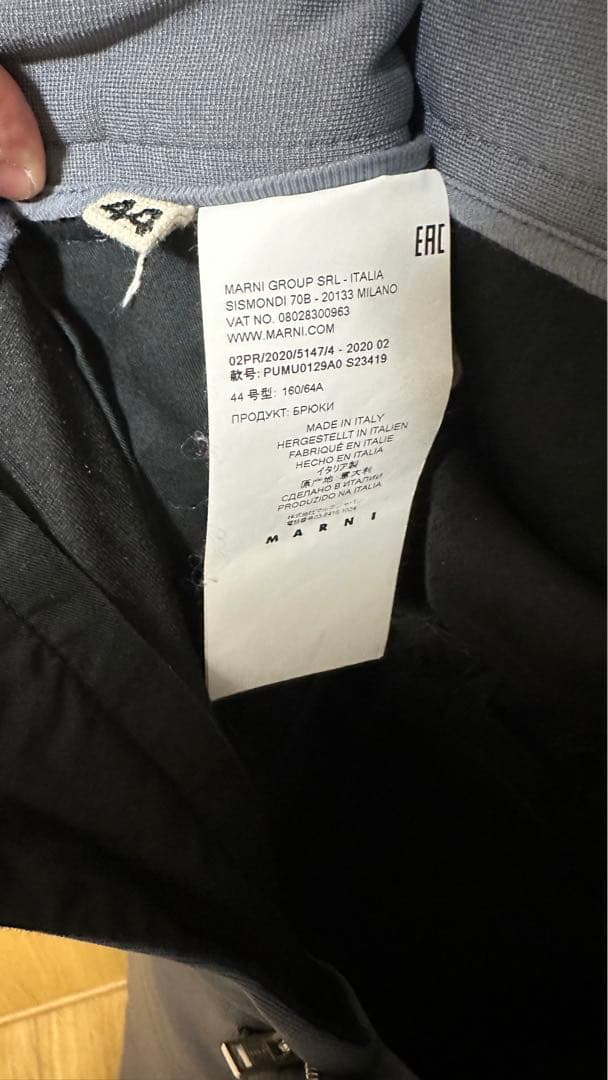 44
EAC
MARNI GROUP SRL - ITALIA
SISMONDI 70B - 20133 MILANO
VAT NO. 08028300963
WWW.MARNI.COM
02PR/2020/5147/4 - 2020 02
款号: PUMU0129A0 S23419
44 号型: 160/64A
ПРОДУКТ: БРЮКИ
MADE IN ITALY
HERGESTELLT IN ITALIEN
FABRIQUÉ EN ITALIE
HECHO EN ITALIA
イタリア製
原产地: 意大利
СДЕЛАНО В ИТАЛИИ
PRODUZIDO NA ITALIA
MARNI